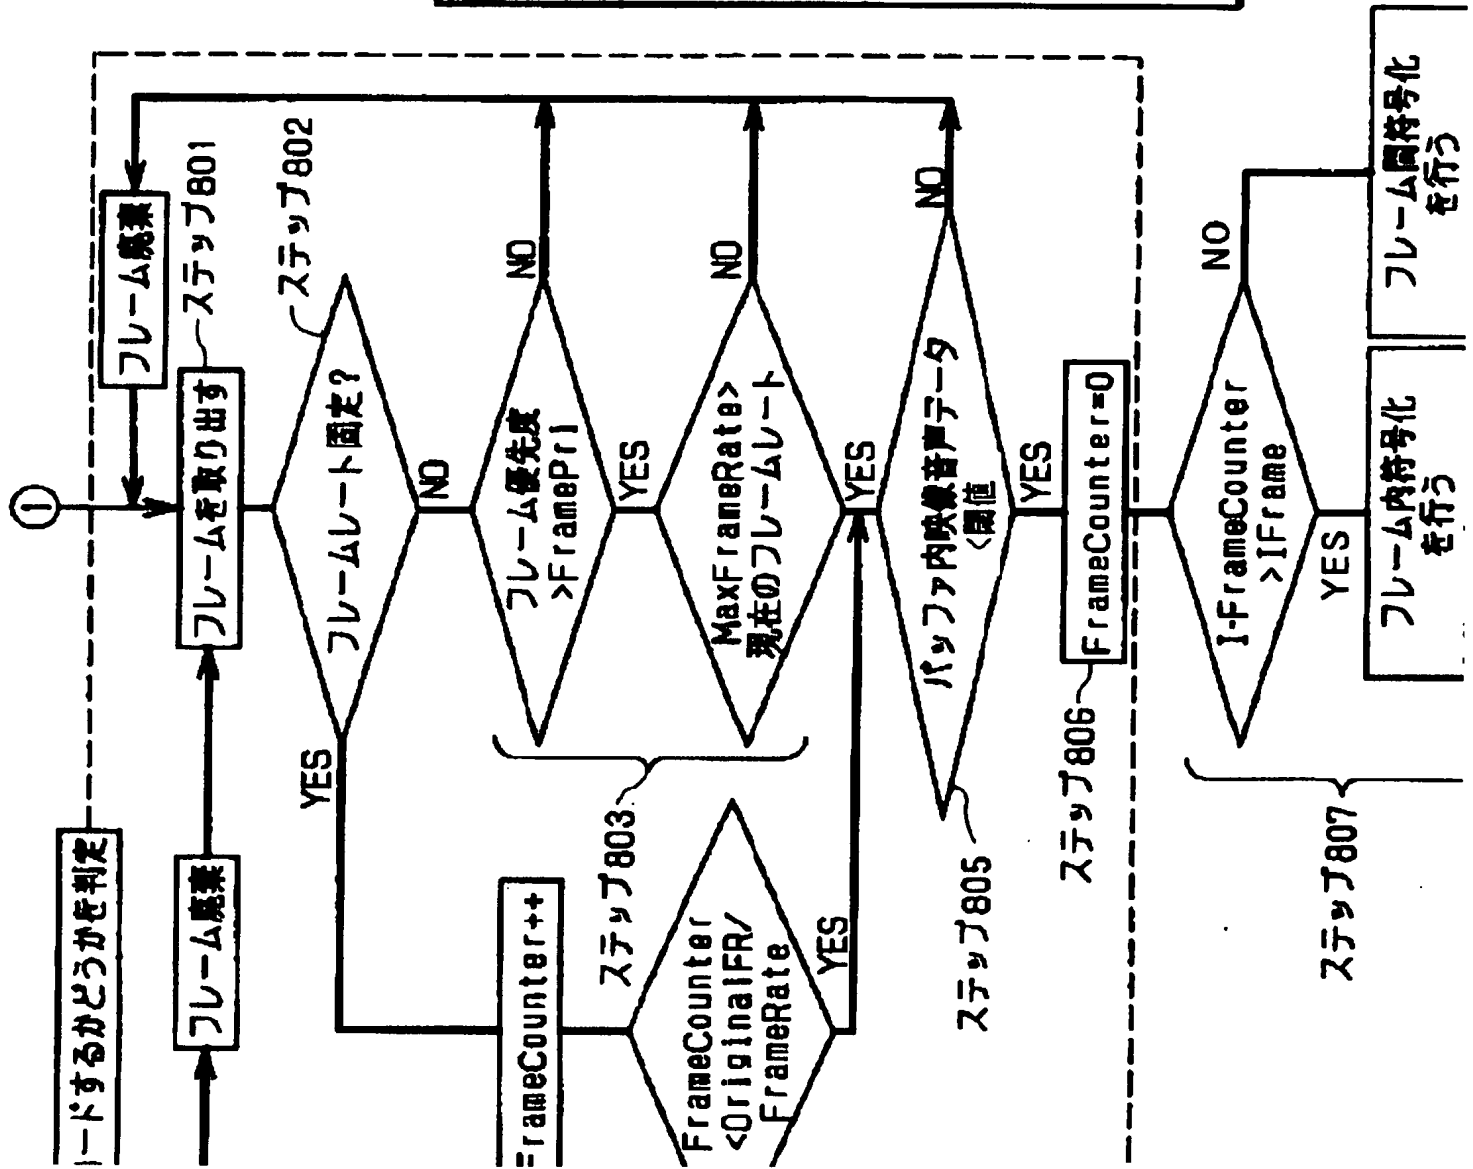 ①
フレーム廃棄
フレームを取り出す
ステップ801
フレームレート固定?
ステップ802
YES
NO
フレーム優先度
>FramePri
NO
YES
MaxFrameRate>
現在のフレームレート
NO
YES
ステップ803
バッファ内映像音声データ
<閾値
NO
YES
ステップ805
FrameCounter=0
ステップ806
I-FrameCounter
>IFrame
NO
YES
フレーム間符号化
を行う
フレーム内符号化
を行う
ステップ807
ードするかどうかを判定
フレーム廃棄
FrameCounter++
FrameCounter
<OriginalFR/
FrameRate
YES